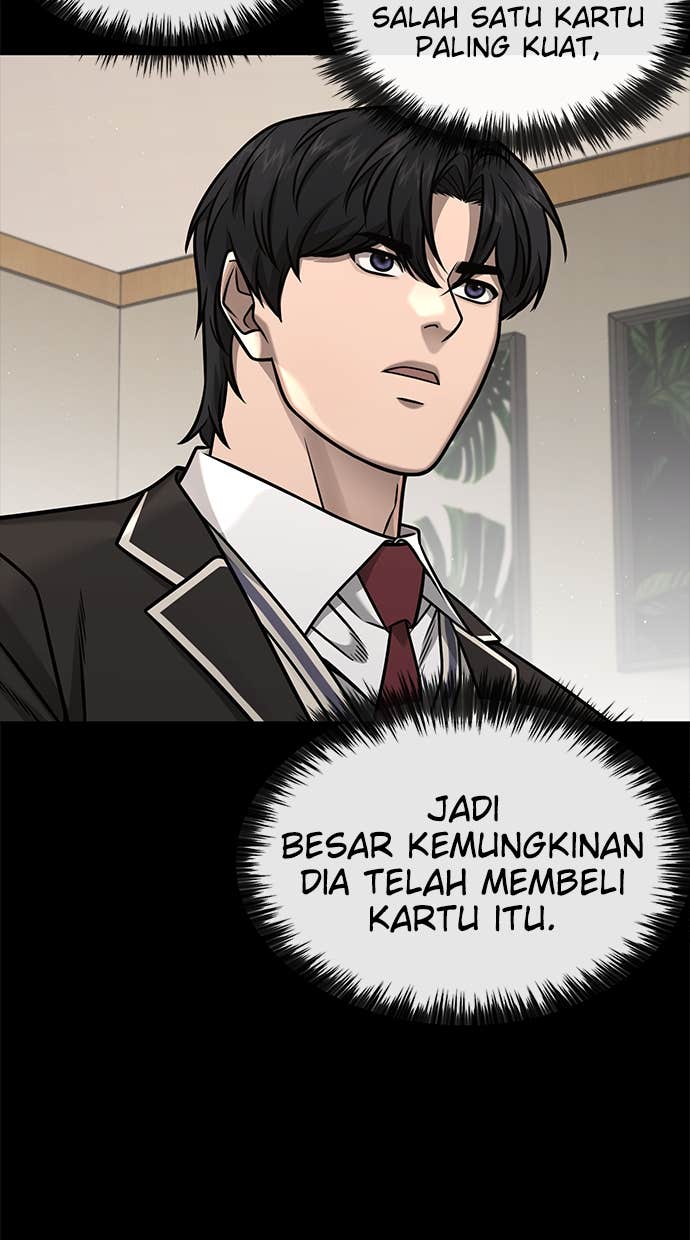 SALAH SATU KARTU
PALING KUAT,
JADI
BESAR KEMUNGKINAN
DIA TELAH MEMBELI
KARTU ITU.